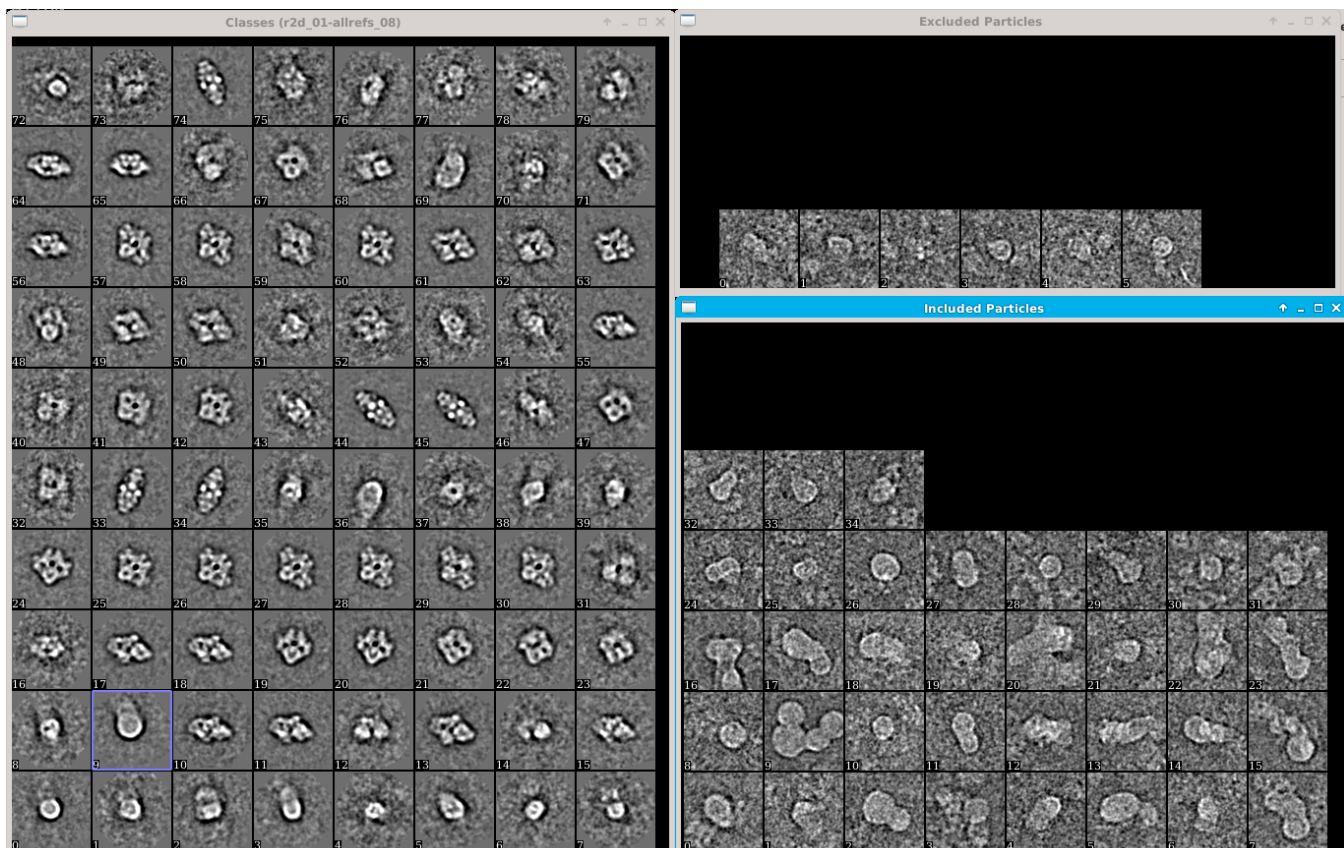 Classes (r2d_01-allrefs_08)
72 73 74 75 76 77 78 79
64 65 66 67 68 69 70 71
56 57 58 59 60 61 62 63
48 49 50 51 52 53 54 55
40 41 42 43 44 45 46 47
32 33 34 35 36 37 38 39
24 25 26 27 28 29 30 31
16 17 18 19 20 21 22 23
8 9 10 11 12 13 14 15
0 1 2 3 4 5 6 7
Excluded Particles
0 1 2 3 4 5
Included Particles
32 33 34
24 25 26 27 28 29 30 31
16 17 18 19 20 21 22 23
8 9 10 11 12 13 14 15
0 1 2 3 4 5 6 7